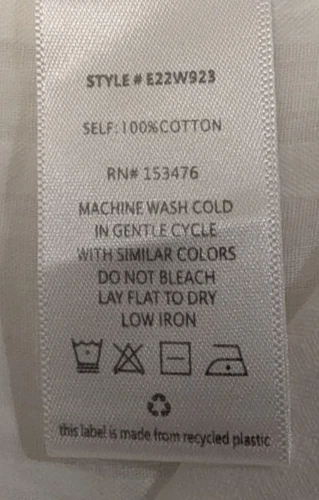 STYLE # E22W923
SELF: 100%COTTON
RN# 153476
MACHINE WASH COLD
IN GENTLE CYCLE
WITH SIMILAR COLORS
DO NOT BLEACH
LAY FLAT TO DRY
LOW IRON
this label is made from recycled plastic